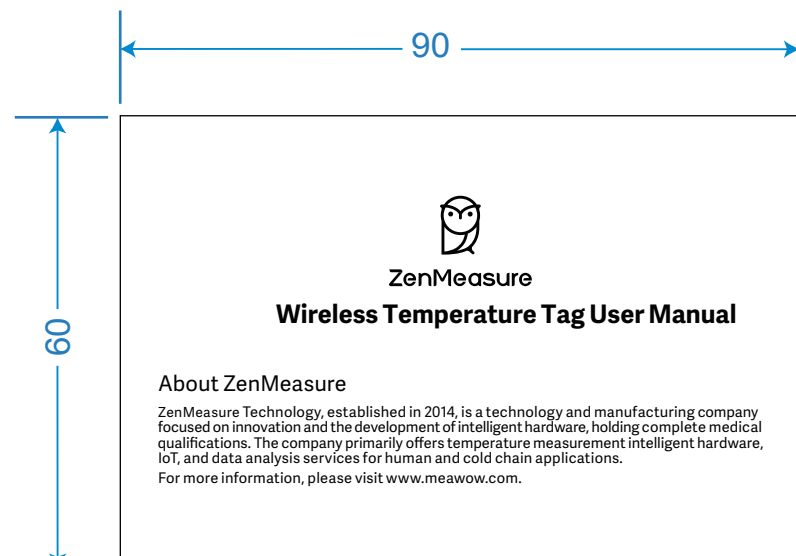 90
60
ZenMeasure
Wireless Temperature Tag User Manual
About ZenMeasure
ZenMeasure Technology, established in 2014, is a technology and manufacturing company
focused on innovation and the development of intelligent hardware, holding complete medical
qualifications. The company primarily offers temperature measurement intelligent hardware,
IoT, and data analysis services for human and cold chain applications.
For more information, please visit www.meawow.com.